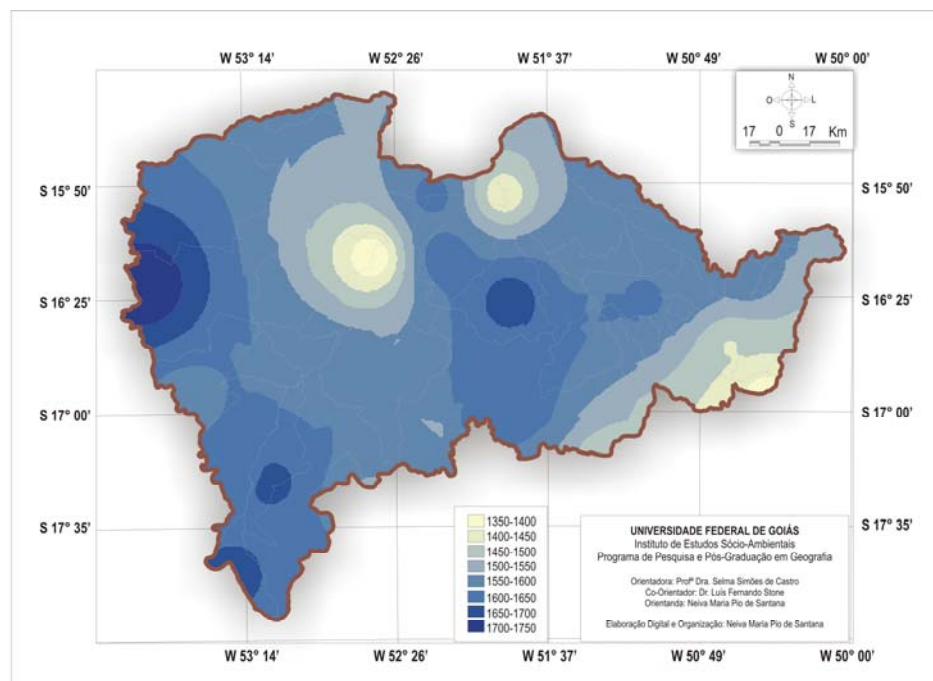 W 53° 14' W 52° 26' W 51° 37' W 50° 49' W 50° 00'
N
O L
S
17 0 17 Km
S 15° 50' S 15° 50'
S 16° 25' S 16° 25'
S 17° 00' S 17° 00'
S 17° 35' S 17° 35'
1350-1400
1400-1450
1450-1500
1500-1550
1550-1600
1600-1650
1650-1700
1700-1750
UNIVERSIDADE FEDERAL DE GOIÁS
Instituto de Estudos Sócio-Ambientais
Programa de Pesquisa e Pós-Graduação em Geografia
Orientadora: Profª Dra. Selma Simões de Castro
Co-Orientador: Dr. Luís Fernando Stone
Orientanda: Neiva Maria Pio de Santana
Elaboração Digital e Organização: Neiva Maria Pio de Santana
W 53° 14' W 52° 26' W 51° 37' W 50° 49' W 50° 00'